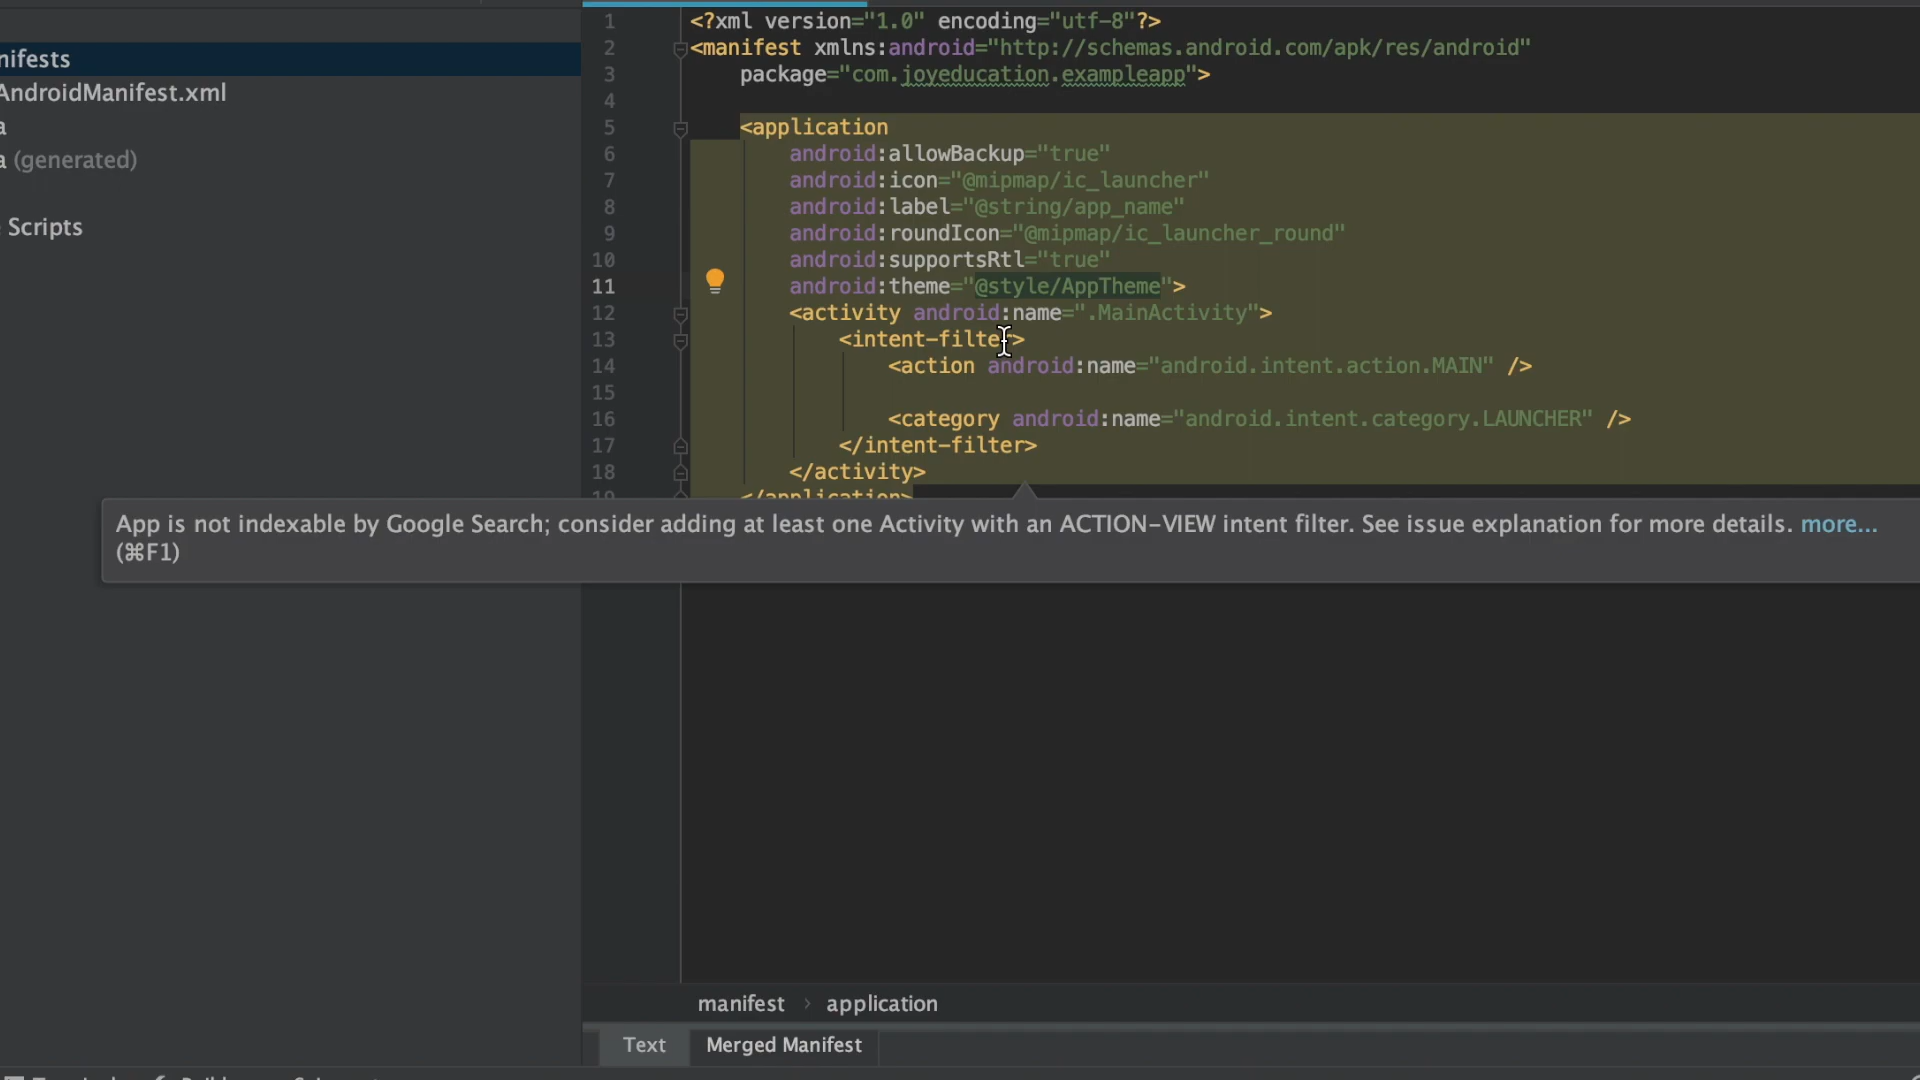 nifests
AndroidManifest.xml
a
a (generated)
Scripts
1 <?xml version="1.0" encoding="utf-8"?>
2 <manifest xmlns:android="http://schemas.android.com/apk/res/android"
3 package="com.joyeducation.exampleapp">
4
5 <application
6 android:allowBackup="true"
7 android:icon="@mipmap/ic_launcher"
8 android:label="@string/app_name"
9 android:roundIcon="@mipmap/ic_launcher_round"
10 android:supportsRtl="true"
11 android:theme="@style/AppTheme">
12 <activity android:name=".MainActivity">
13 <intent-filter>
14 <action android:name="android.intent.action.MAIN" />
15
16 <category android:name="android.intent.category.LAUNCHER" />
17 </intent-filter>
18 </activity>
19 </application>
App is not indexable by Google Search; consider adding at least one Activity with an ACTION-VIEW intent filter. See issue explanation for more details. more...
(⌘F1)
manifest › application
Text Merged Manifest